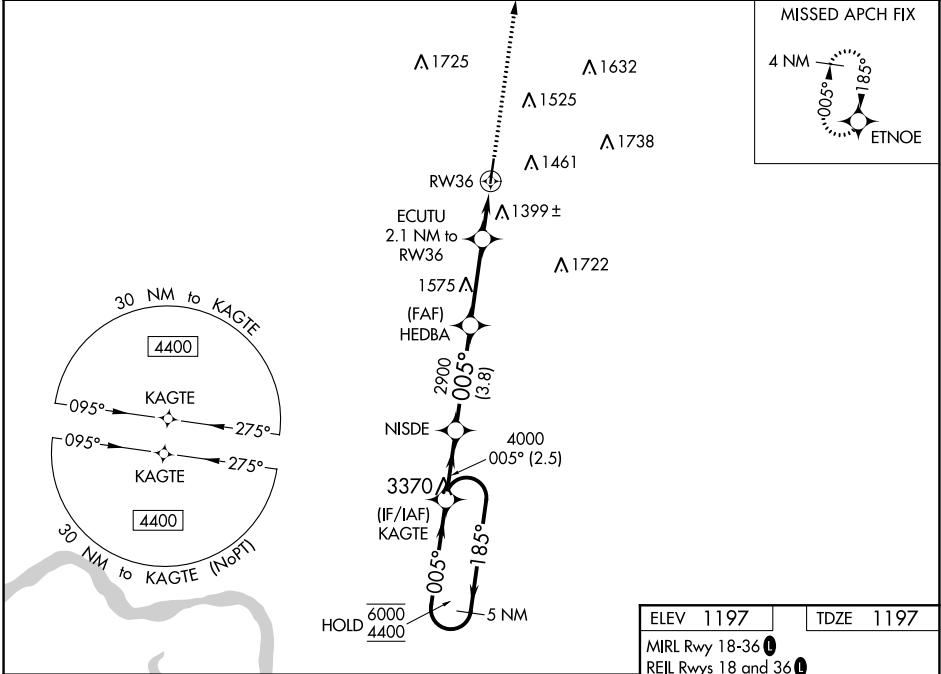 MISSED APCH FIX
4 NM
005°
185°
ETNOE
1725
1632
1525
1738
1461
RW36
1399 ±
ECUTU
2.1 NM to
RW36
1722
1575
(FAF)
HEDBA
2900
005°
(3.8)
NISDE
4000
005° (2.5)
3370
(IF/IAF)
KAGTE
005°
185°
HOLD
6000
4400
5 NM
30 NM to KAGTE
4400
KAGTE
095°
275°
095°
275°
KAGTE
4400
30 NM to KAGTE (NoPT)
ELEV 1197
TDZE 1197
MIRL Rwy 18-36 L
REIL Rwys 18 and 36 L